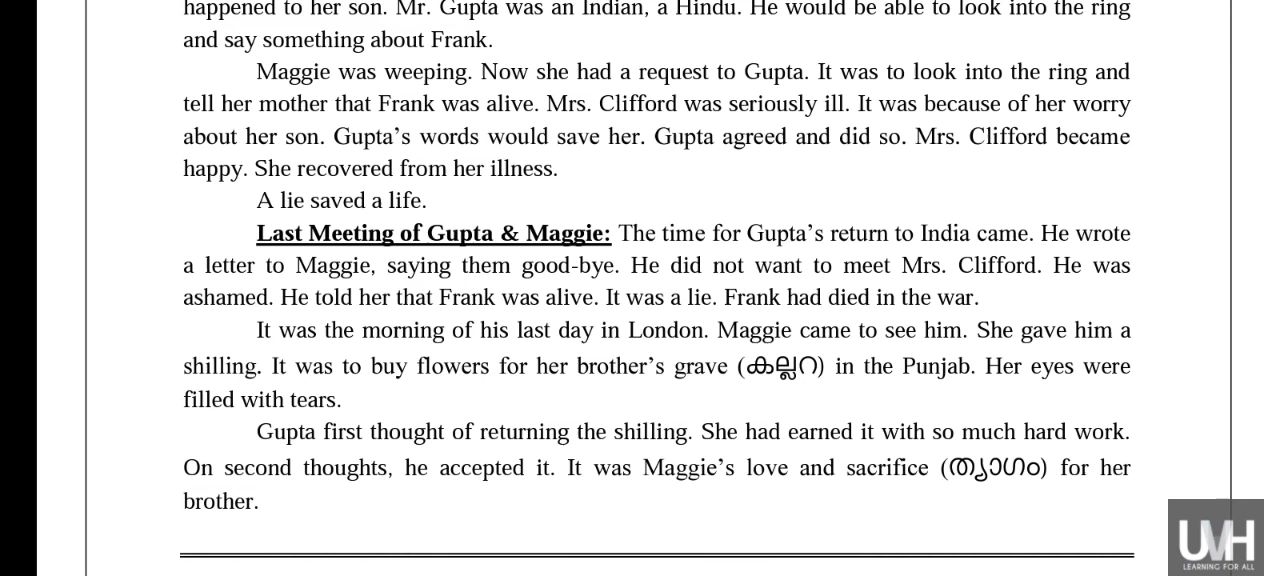 happened to her son. Mr. Gupta was an Indian, a Hindu. He would be able to look into the ring
and say something about Frank.
Maggie was weeping. Now she had a request to Gupta. It was to look into the ring and
tell her mother that Frank was alive. Mrs. Clifford was seriously ill. It was because of her worry
about her son. Gupta’s words would save her. Gupta agreed and did so. Mrs. Clifford became
happy. She recovered from her illness.
A lie saved a life.
Last Meeting of Gupta & Maggie: The time for Gupta’s return to India came. He wrote
a letter to Maggie, saying them good-bye. He did not want to meet Mrs. Clifford. He was
ashamed. He told her that Frank was alive. It was a lie. Frank had died in the war.
It was the morning of his last day in London. Maggie came to see him. She gave him a
shilling. It was to buy flowers for her brother’s grave (കല്ലറ) in the Punjab. Her eyes were
filled with tears.
Gupta first thought of returning the shilling. She had earned it with so much hard work.
On second thoughts, he accepted it. It was Maggie’s love and sacrifice (ത്യാഗം) for her
brother.
UMH
LEARNING FOR ALL